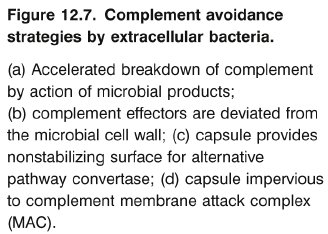 Figure 12.7. Complement avoidance
strategies by extracellular bacteria.
(a) Accelerated breakdown of complement
by action of microbial products;
(b) complement effectors are deviated from
the microbial cell wall; (c) capsule provides
nonstabilizing surface for alternative
pathway convertase; (d) capsule impervious
to complement membrane attack complex
(MAC).